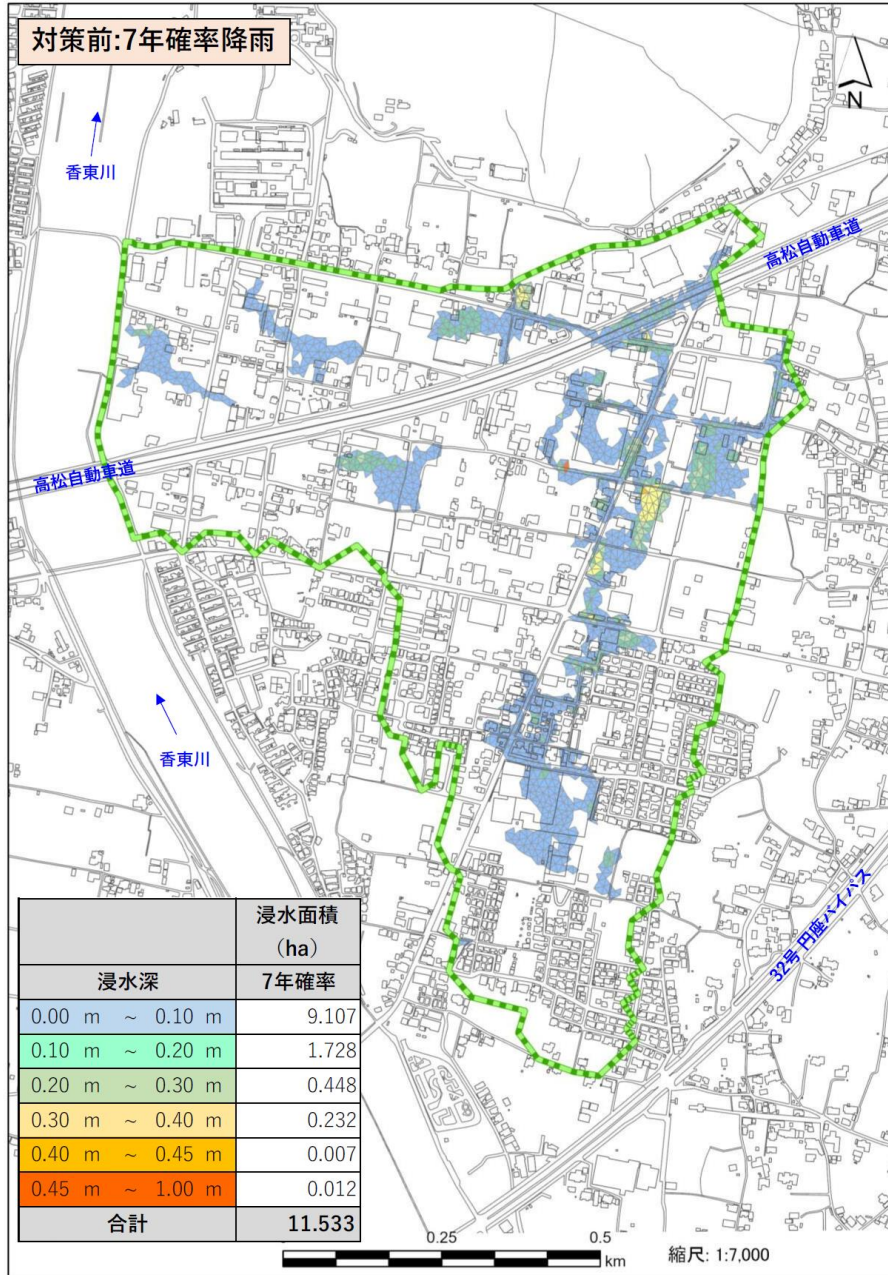 対策前:7年確率降雨
N
香東川
高松自動車道
高松自動車道
香東川
32号 円座バイパス
浸水面積
（ha）
浸水深 7年確率
0.00 m ～ 0.10 m 9.107
0.10 m ～ 0.20 m 1.728
0.20 m ～ 0.30 m 0.448
0.30 m ～ 0.40 m 0.232
0.40 m ～ 0.45 m 0.007
0.45 m ～ 1.00 m 0.012
合計 11.533
0.25 0.5
km
縮尺: 1:7,000